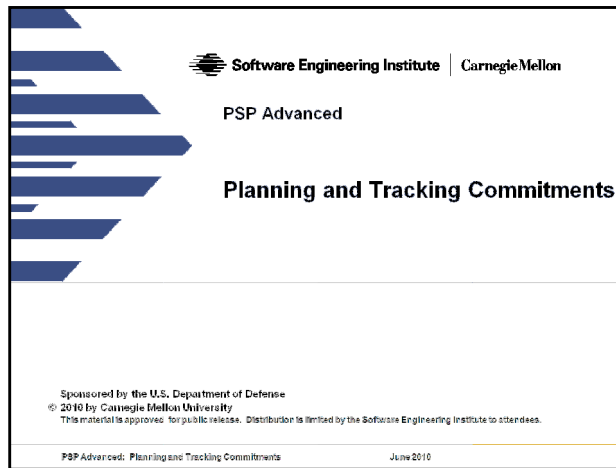 Software Engineering Institute | CarnegieMellon
PSP Advanced
Planning and Tracking Commitments
Sponsored by the U.S. Department of Defense
© 2010 by Carnegie Mellon University
This material is approved for public release. Distribution is limited by the Software Engineering Institute to attendees.
PSP Advanced: Planning and Tracking Commitments June 2010